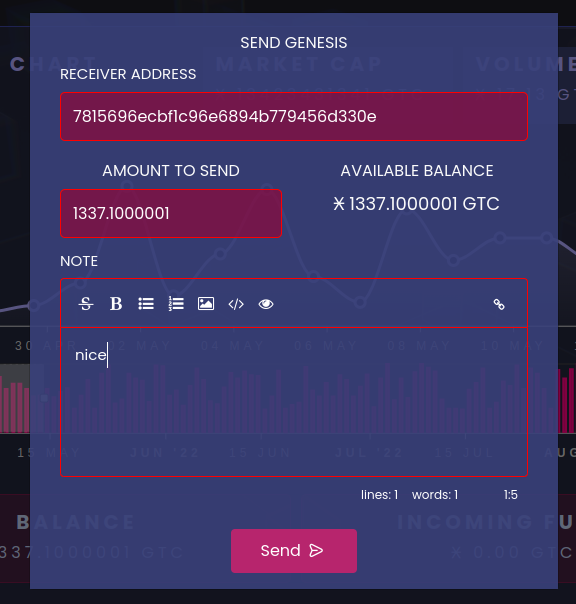 SEND GENESIS
CHART MARKET CAP VOLUME
RECEIVER ADDRESS
7815696ecbf1c96e6894b779456d330e
AMOUNT TO SEND
AVAILABLE BALANCE
1337.1000001
Ӿ 1337.1000001 GTC
NOTE
S B </>
nice
30 APR 02 MAY 04 MAY 06 MAY 08 MAY 10 MAY
15 MAY JUN '22 15 JUN JUL '22 15 JUL AUG
lines: 1 words: 1 1:5
BALANCE INCOMING FU
337.1000001 GTC Ӿ 0.00 GTC
Send